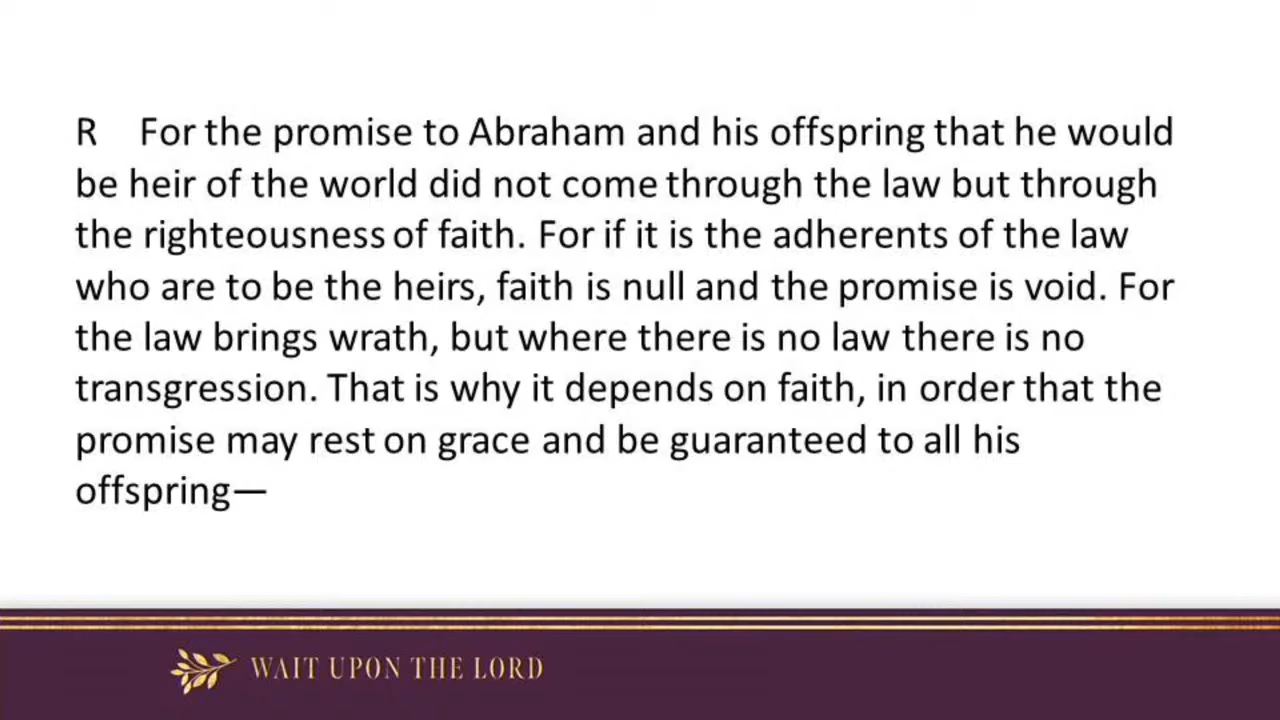 R For the promise to Abraham and his offspring that he would
be heir of the world did not come through the law but through
the righteousness of faith. For if it is the adherents of the law
who are to be the heirs, faith is null and the promise is void. For
the law brings wrath, but where there is no law there is no
transgression. That is why it depends on faith, in order that the
promise may rest on grace and be guaranteed to all his
offspring—
WAIT UPON THE LORD